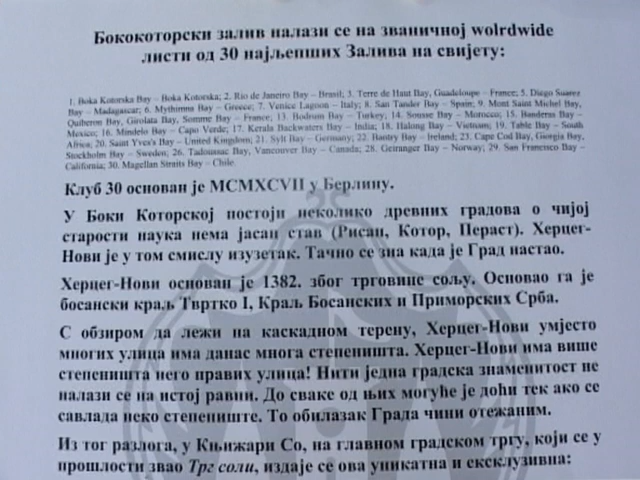 Бококоторски залив налази се на званичној wolrdwide
листи од 30 најљепших Залива на свијету:
1. Boka Kotorska Bay – Boka Kotorska; 2. Rio de Janeiro Bay – Brasil; 3. Terre de Haut Bay, Guadeloupe – France; 5. Diego Suarez
Bay – Madagascar; 6. Mythimna Bay – Greece; 7. Venice Lagoon – Italy; 8. San Tander Bay – Spain; 9. Mont Saint Michel Bay,
Quiberon Bay, Girolata Bay, Somme Bay – France; 13. Bodrum Bay – Turkey; 14. Sousse Bay – Morocco; 15. Banderas Bay –
Mexico; 16. Mindelo Bay – Capo Verde; 17. Kerala Backwaters Bay – India; 18. Halong Bay – Vietnam; 19. Table Bay – South
Africa; 20. Saint Yves's Bay – United Kingdom; 21. Sylt Bay – Germany; 22. Bantry Bay – Ireland; 23. Cape Cod Bay, Georgia Bay,
Stockholm Bay – Sweden; 26. Tadoussac Bay, Vancouver Bay – Canada; 28. Geiranger Bay – Norway; 29. San Francisco Bay –
California; 30. Magellan Straits Bay – Chile.
Клуб 30 основан је MCMXCVII у Берлину.
У Боки Которској постоји неколико древних градова о чијој
старости наука нема јасан став (Рисан, Котор, Пераст). Херцег-
Нови је у том смислу изузетак. Тачно се зна када је Град настао.
Херцег-Нови основан је 1382. због трговине сољу. Основао га је
босански краљ Твртко I, Краљ Босанских и Приморских Срба.
С обзиром да лежи на каскадном терену, Херцег-Нови умјесто
многих улица има данас многа степеништа. Херцег-Нови има више
степеништа него правих улица! Нити једна градска знаменитост не
налази се на истој равни. До сваке од њих могуће је доћи тек ако се
савлада неко степениште. То обилазак Града чини отежаним.
Из тог разлога, у Књижари Со, на главном градском тргу, који се у
прошлости звао Трг соли, издаје се ова уникатна и ексклузивна: